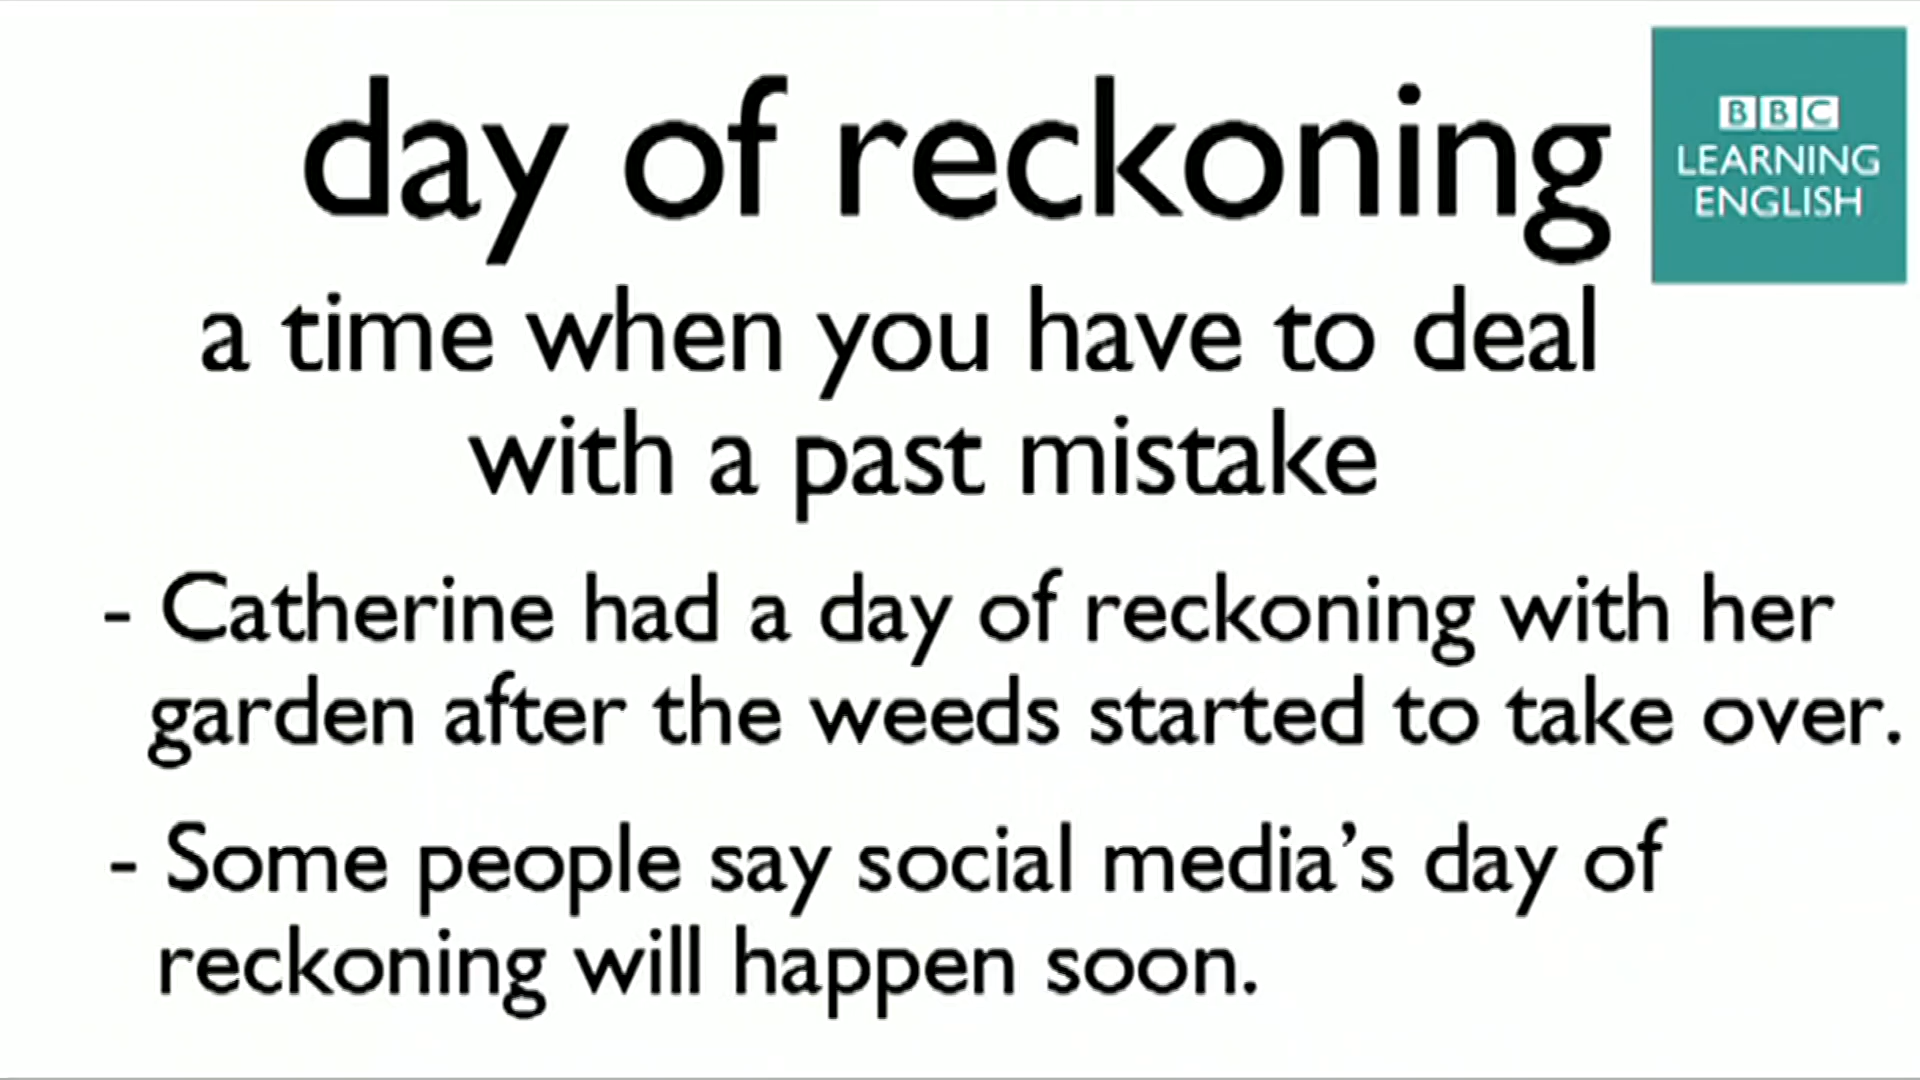 day of reckoning
BBC
LEARNING
ENGLISH
a time when you have to deal
with a past mistake
- Catherine had a day of reckoning with her
garden after the weeds started to take over.
- Some people say social media’s day of
reckoning will happen soon.